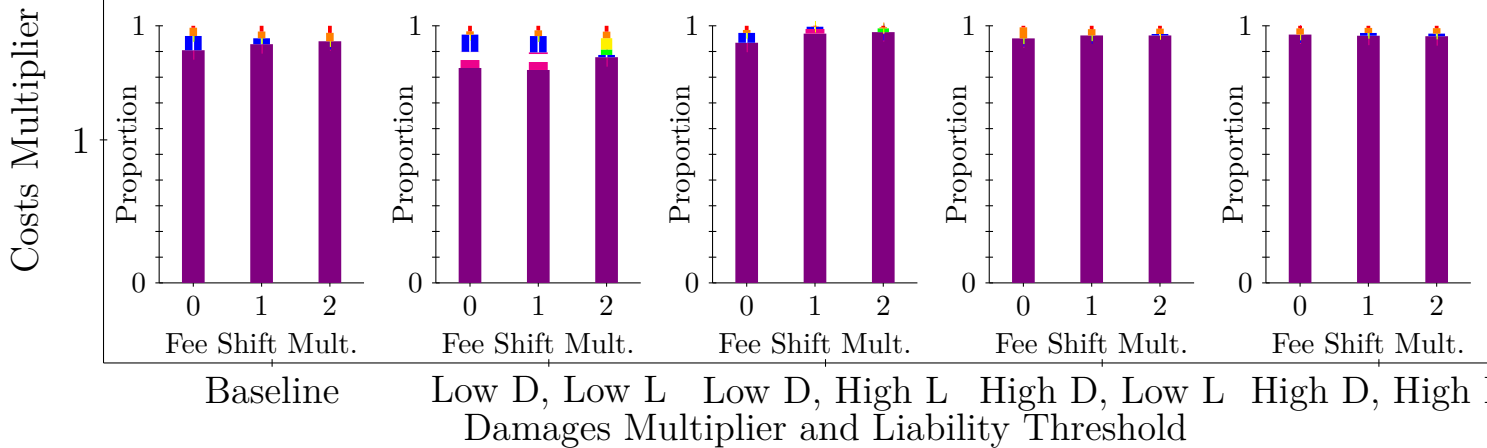 Costs Multiplier
1
Proportion
1
0
0 1 2
Fee Shift Mult.
Baseline
Proportion
1
0
0 1 2
Fee Shift Mult.
Low D, Low L
Proportion
1
0
0 1 2
Fee Shift Mult.
Low D, High L
Proportion
1
0
0 1 2
Fee Shift Mult.
High D, Low L
Proportion
1
0
0 1 2
Fee Shift Mult.
High D, High
Damages Multiplier and Liability Threshold